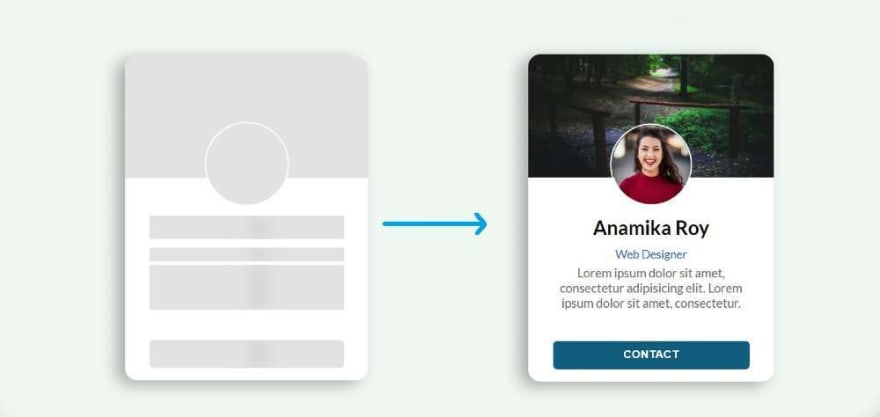 Anamika Roy
Web Designer
Lorem ipsum dolor sit amet,
consectetur adipisicing elit. Lorem
ipsum dolor sit amet, consectetur.
CONTACT